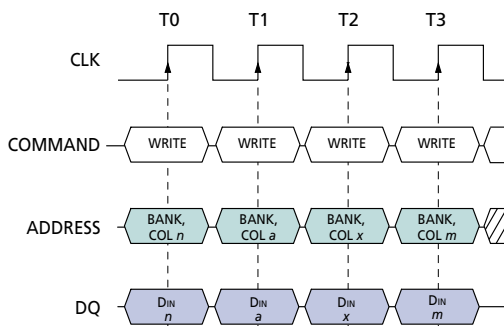 T0 T1 T2 T3
CLK
COMMAND WRITE WRITE WRITE WRITE
ADDRESS BANK, COL n BANK, COL a BANK, COL x BANK, COL m
DQ DIN n DIN a DIN x DIN m